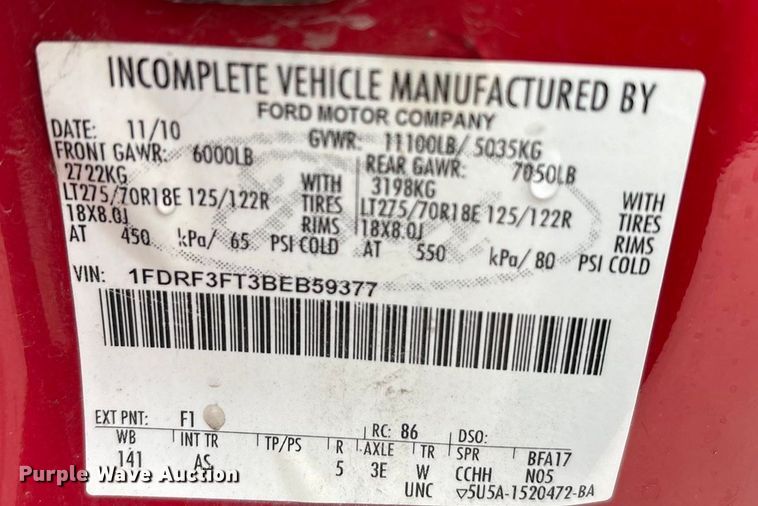 INCOMPLETE VEHICLE MANUFACTURED BY
FORD MOTOR COMPANY
DATE: 11/10 GVWR: 11100LB/ 5035KG
FRONT GAWR: 6000LB REAR GAWR: 7050LB
2722KG WITH 3198KG WITH
LT275/70R18E 125/122R TIRES LT275/70R18E 125/122R TIRES
18X8.0J RIMS 18X8.0J RIMS
AT 450 kPa/ 65 PSI COLD AT 550 kPa/ 80 PSI COLD
VIN: 1FDRF3FT3BEB59377
EXT PNT: F1 RC: 86 DSO:
WB INT TR TP/PS R AXLE TR SPR BFA17
141 AS 5 3E W CCHH N05
UNC ▽5U5A-1520472-BA
Purple Wave Auction